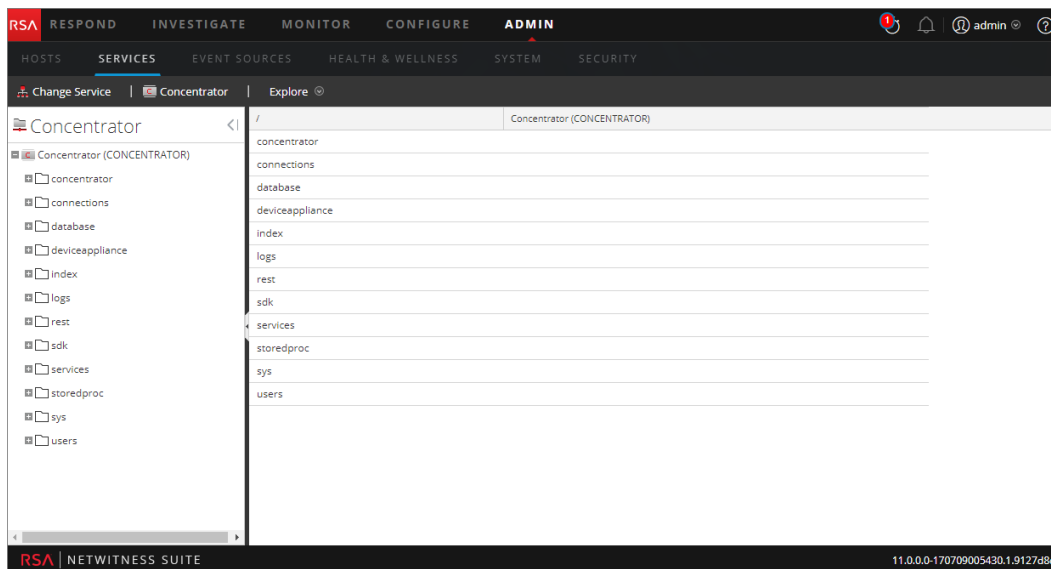 RSA RESPOND INVESTIGATE MONITOR CONFIGURE ADMIN 1 admin ?
HOSTS SERVICES EVENT SOURCES HEALTH & WELLNESS SYSTEM SECURITY
Change Service | C Concentrator | Explore
Concentrator
/ Concentrator (CONCENTRATOR)
C Concentrator (CONCENTRATOR)
concentrator
connections
database
deviceappliance
index
logs
rest
sdk
services
storedproc
sys
users
concentrator
connections
database
deviceappliance
index
logs
rest
sdk
services
storedproc
sys
users
RSA | NETWITNESS SUITE
11.0.0.0-170709005430.1.9127d8